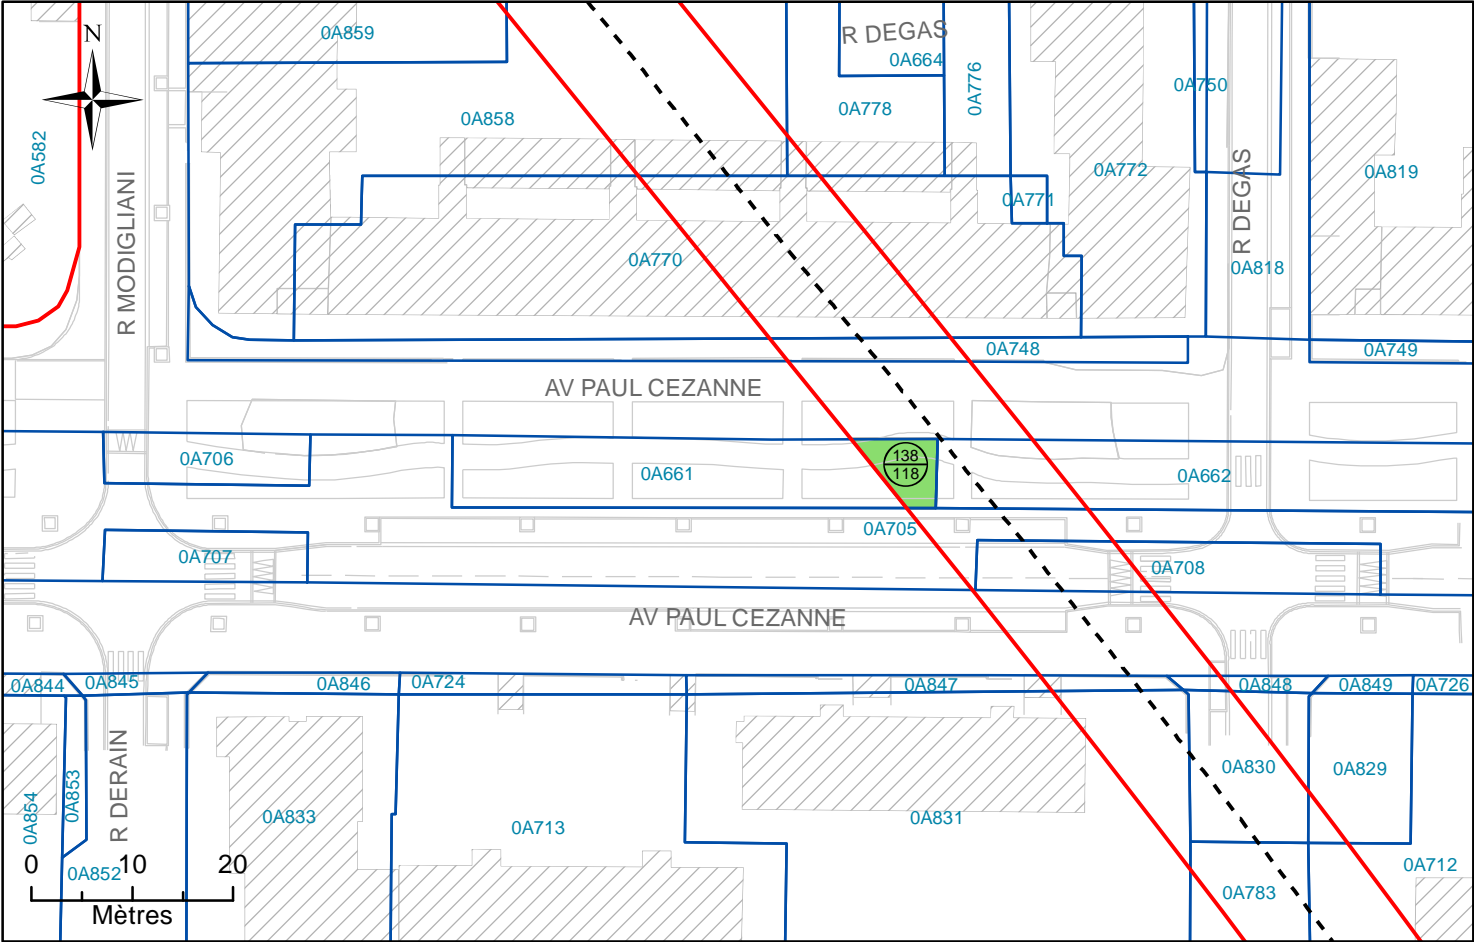 0A859
R DEGAS
0A664
N
0A776
0A750
0A858
0A778
0A582
0A772
0A819
R MODIGLIANI
R DEGAS
0A771
0A770
0A818
0A748
0A749
AV PAUL CEZANNE
0A706
0A661
138
118
0A662
0A705
0A707
0A708
AV PAUL CEZANNE
0A844
0A845
0A846
0A724
0A847
0A848
0A849
0A726
R DERAIN
0A853
0A854
0A830
0A829
0A833
0A713
0A831
0A852
0A712
0A783
0 10 20
Mètres